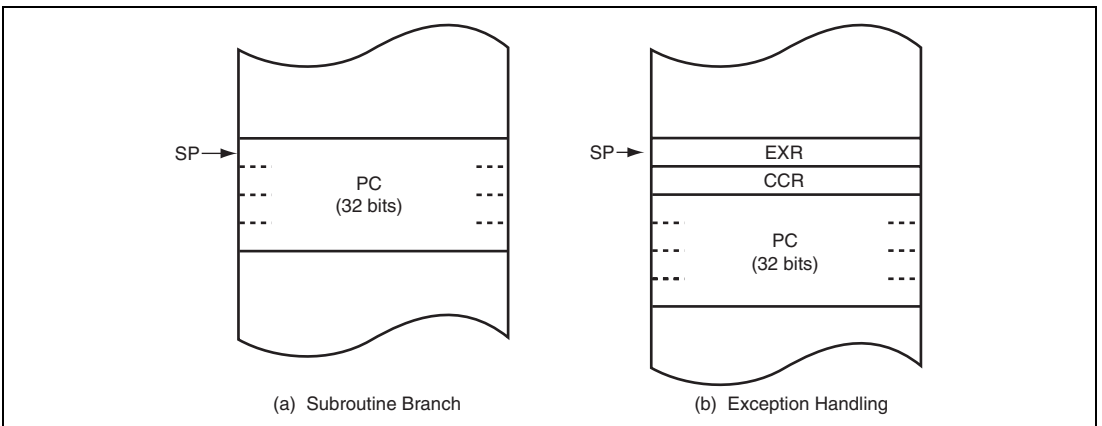 SP
PC
(32 bits)
(a) Subroutine Branch
SP
EXR
CCR
PC
(32 bits)
(b) Exception Handling